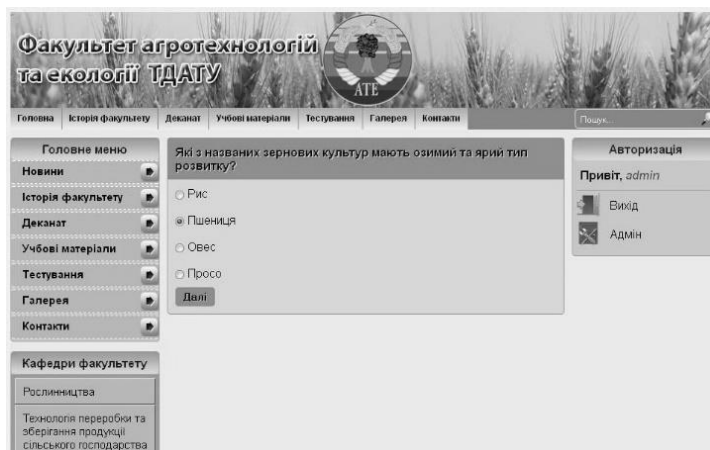 Факультет агротехнологій
та екології ТДАТУ
АТЕ
Головна Історія факультету Деканат Учбові матеріали Тестування Галерея Контакти Пошук...
Головне меню
Новини
Історія факультету
Деканат
Учбові матеріали
Тестування
Галерея
Контакти
Кафедри факультету
Рослинництва
Технологія переробки та
зберігання продукції
сільського господарства
Які з названих зернових культур мають озимий та ярий тип
розвитку?
Рис
Пшениця
Овес
Просо
Далі
Авторизація
Привіт, admin
Вихід
Адмін